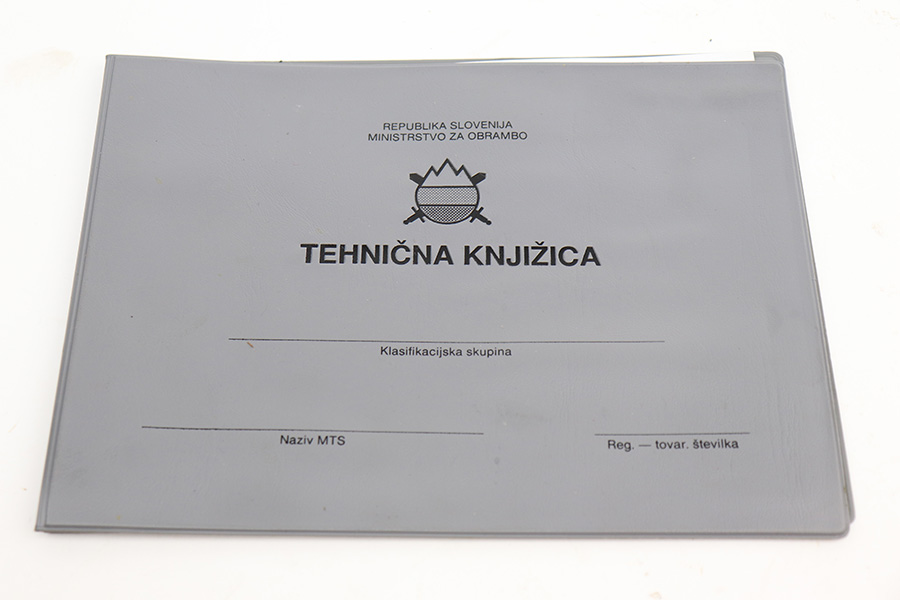 REPUBLIKA SLOVENIJA
MINISTRSTVO ZA OBRAMBO
TEHNIČNA KNJIŽICA
Klasifikacijska skupina
Naziv MTS
Reg. — tovar. številka